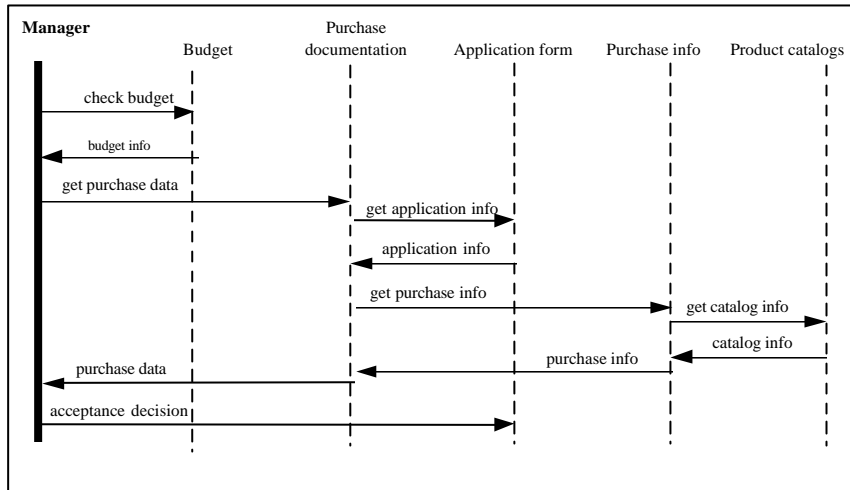 Manager
Budget
Purchase
documentation
Application form
Purchase info
Product catalogs
check budget
budget info
get purchase data
get application info
application info
get purchase info
get catalog info
catalog info
purchase info
purchase data
acceptance decision